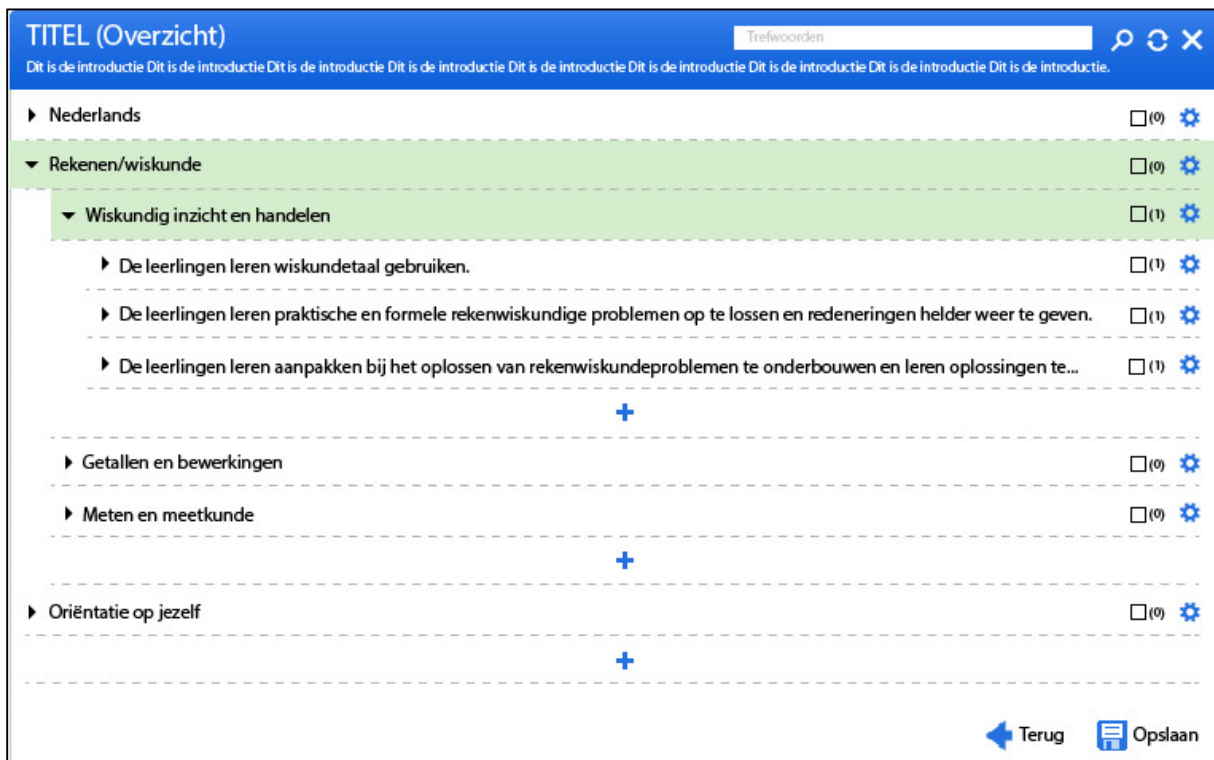 TITEL (Overzicht)
Trefwoorden
Dit is de introductie Dit is de introductie Dit is de introductie Dit is de introductie Dit is de introductie Dit is de introductie Dit is de introductie Dit is de introductie Dit is de introductie.
Nederlands (0)
Rekenen/wiskunde (0)
Wiskundig inzicht en handelen (1)
De leerlingen leren wiskundetaal gebruiken. (1)
De leerlingen leren praktische en formele rekenwiskundige problemen op te lossen en redeneringen helder weer te geven. (1)
De leerlingen leren aanpakken bij het oplossen van rekenwiskundeproblemen te onderbouwen en leren oplossingen te... (1)
Getallen en bewerkingen (0)
Meten en meetkunde (0)
Oriëntatie op jezelf (0)
Terug Opslaan